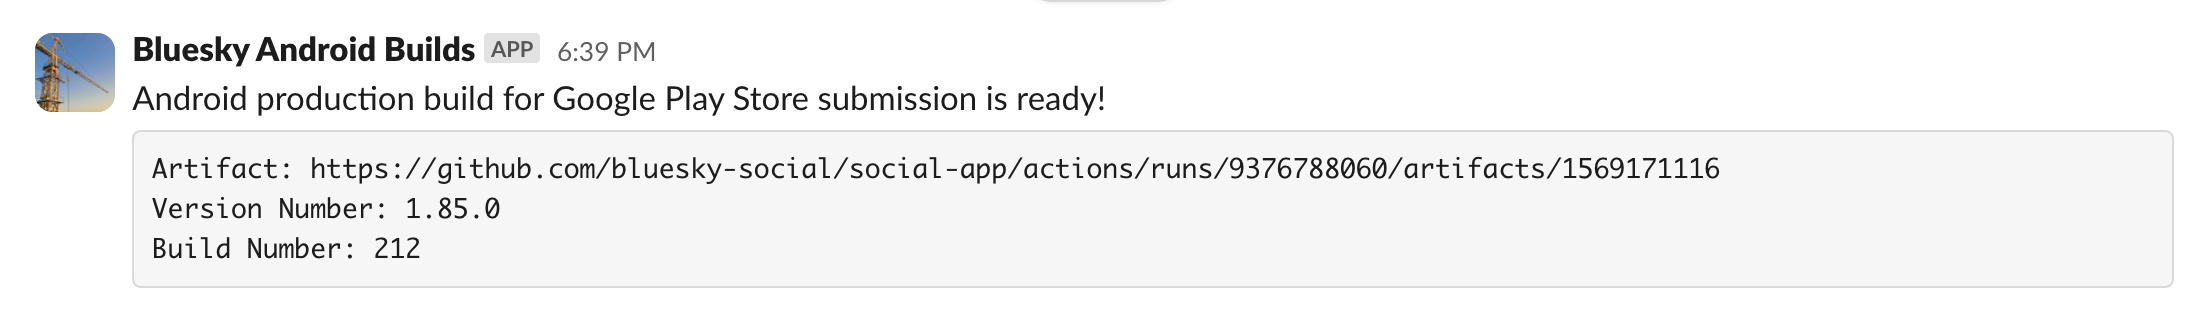 Bluesky Android Builds APP 6:39 PM
Android production build for Google Play Store submission is ready!
Artifact: https://github.com/bluesky-social/social-app/actions/runs/9376788060/artifacts/1569171116
Version Number: 1.85.0
Build Number: 212